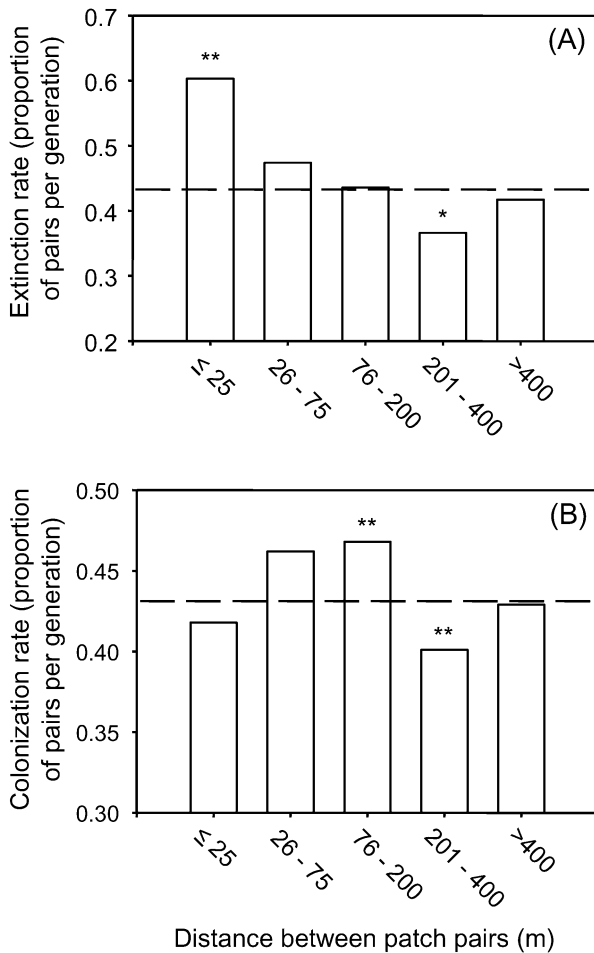 (A)
Extinction rate (proportion
of pairs per generation)
0.7
0.6
0.5
0.4
0.3
0.2
**
*
≤ 25
26 - 75
76 - 200
201 - 400
>400
(B)
Colonization rate (proportion
of pairs per generation)
0.50
0.45
0.40
0.35
0.30
**
**
≤ 25
26 - 75
76 - 200
201 - 400
>400
Distance between patch pairs (m)